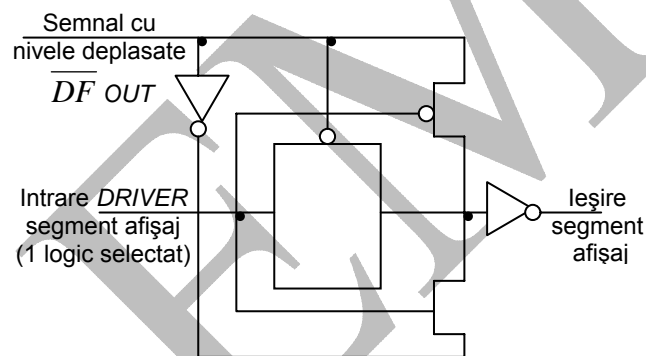 Semnal cu
nivele deplasate
DF OUT
Intrare DRIVER
segment afişaj
(1 logic selectat)
Ieşire
segment
afişaj